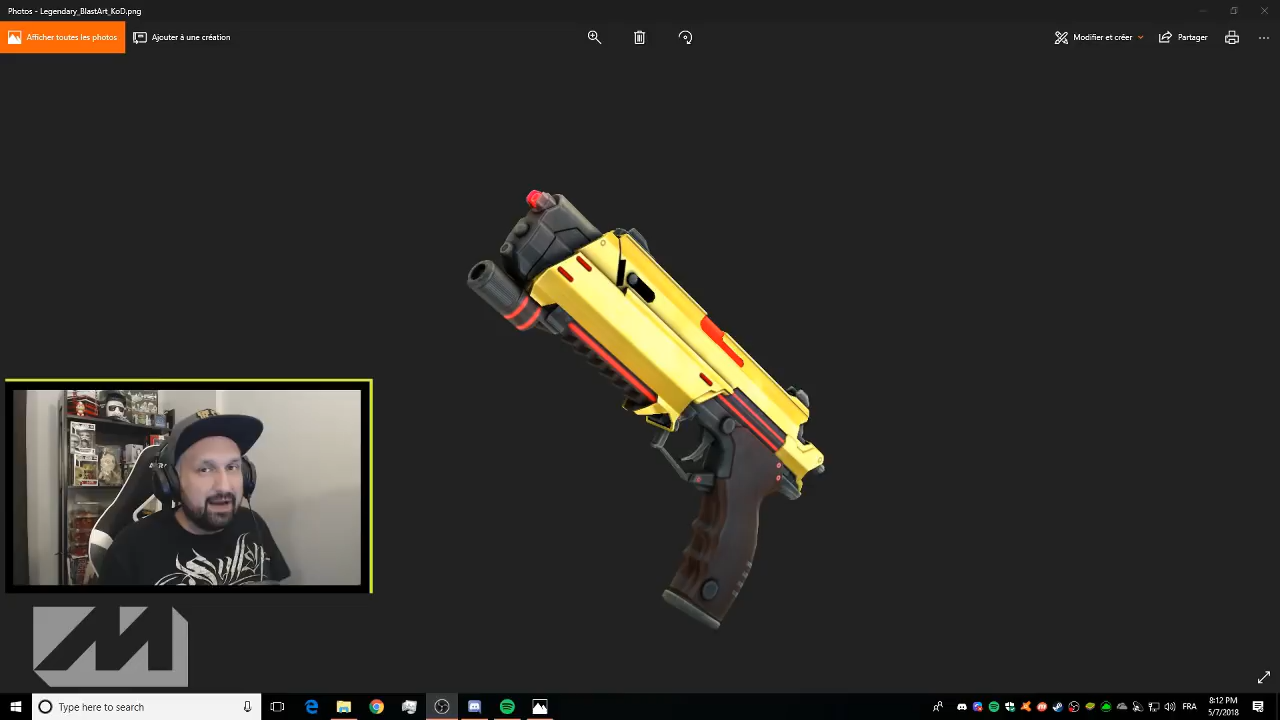 Photos - Legendary_BlastArt_KoD.png
Afficher toutes les photos
Ajouter à une création
Modifier et créer
Partager
Type here to search
FRA
8:12 PM
5/7/2018